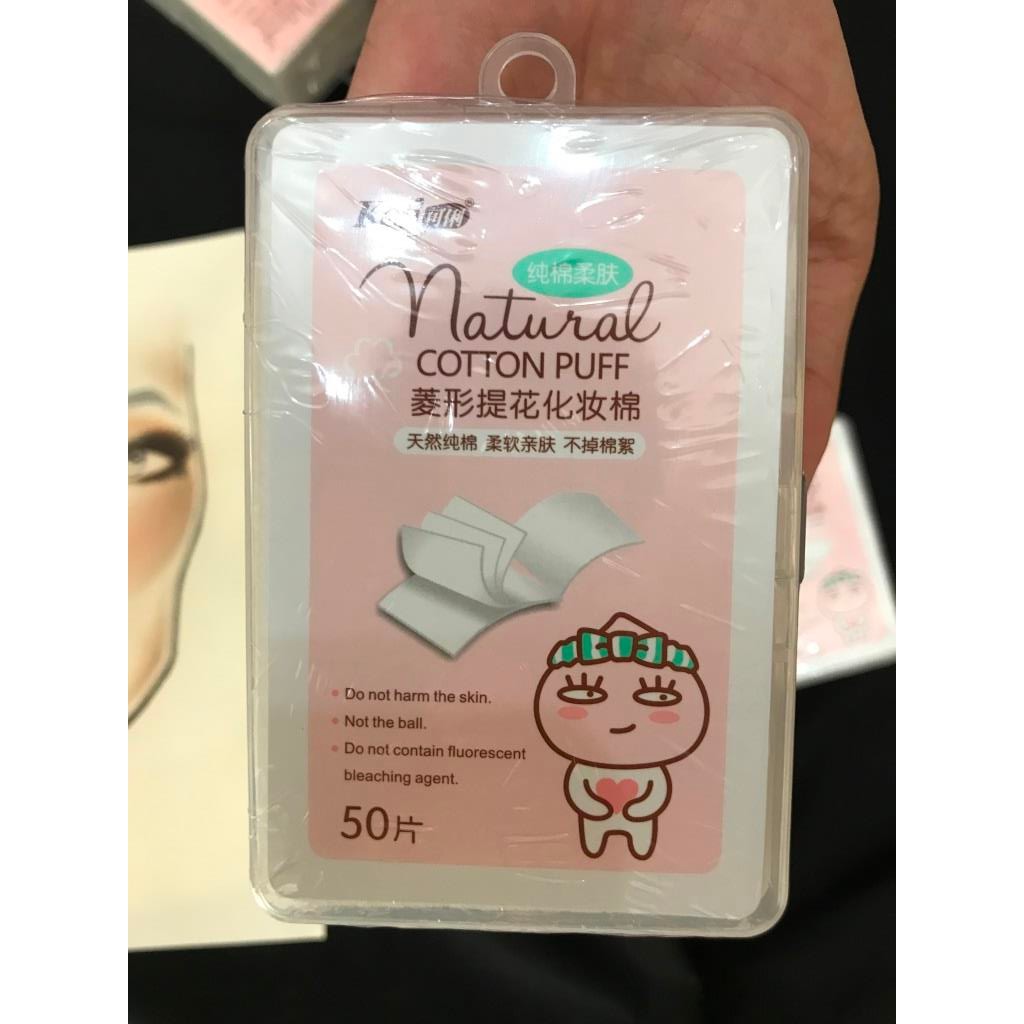 纯棉柔肤
natural
COTTON PUFF
菱形提花化妆棉
天然纯棉 柔软亲肤 不掉棉絮
Do not harm the skin.
Not the ball.
Do not contain fluorescent
bleaching agent.
50片